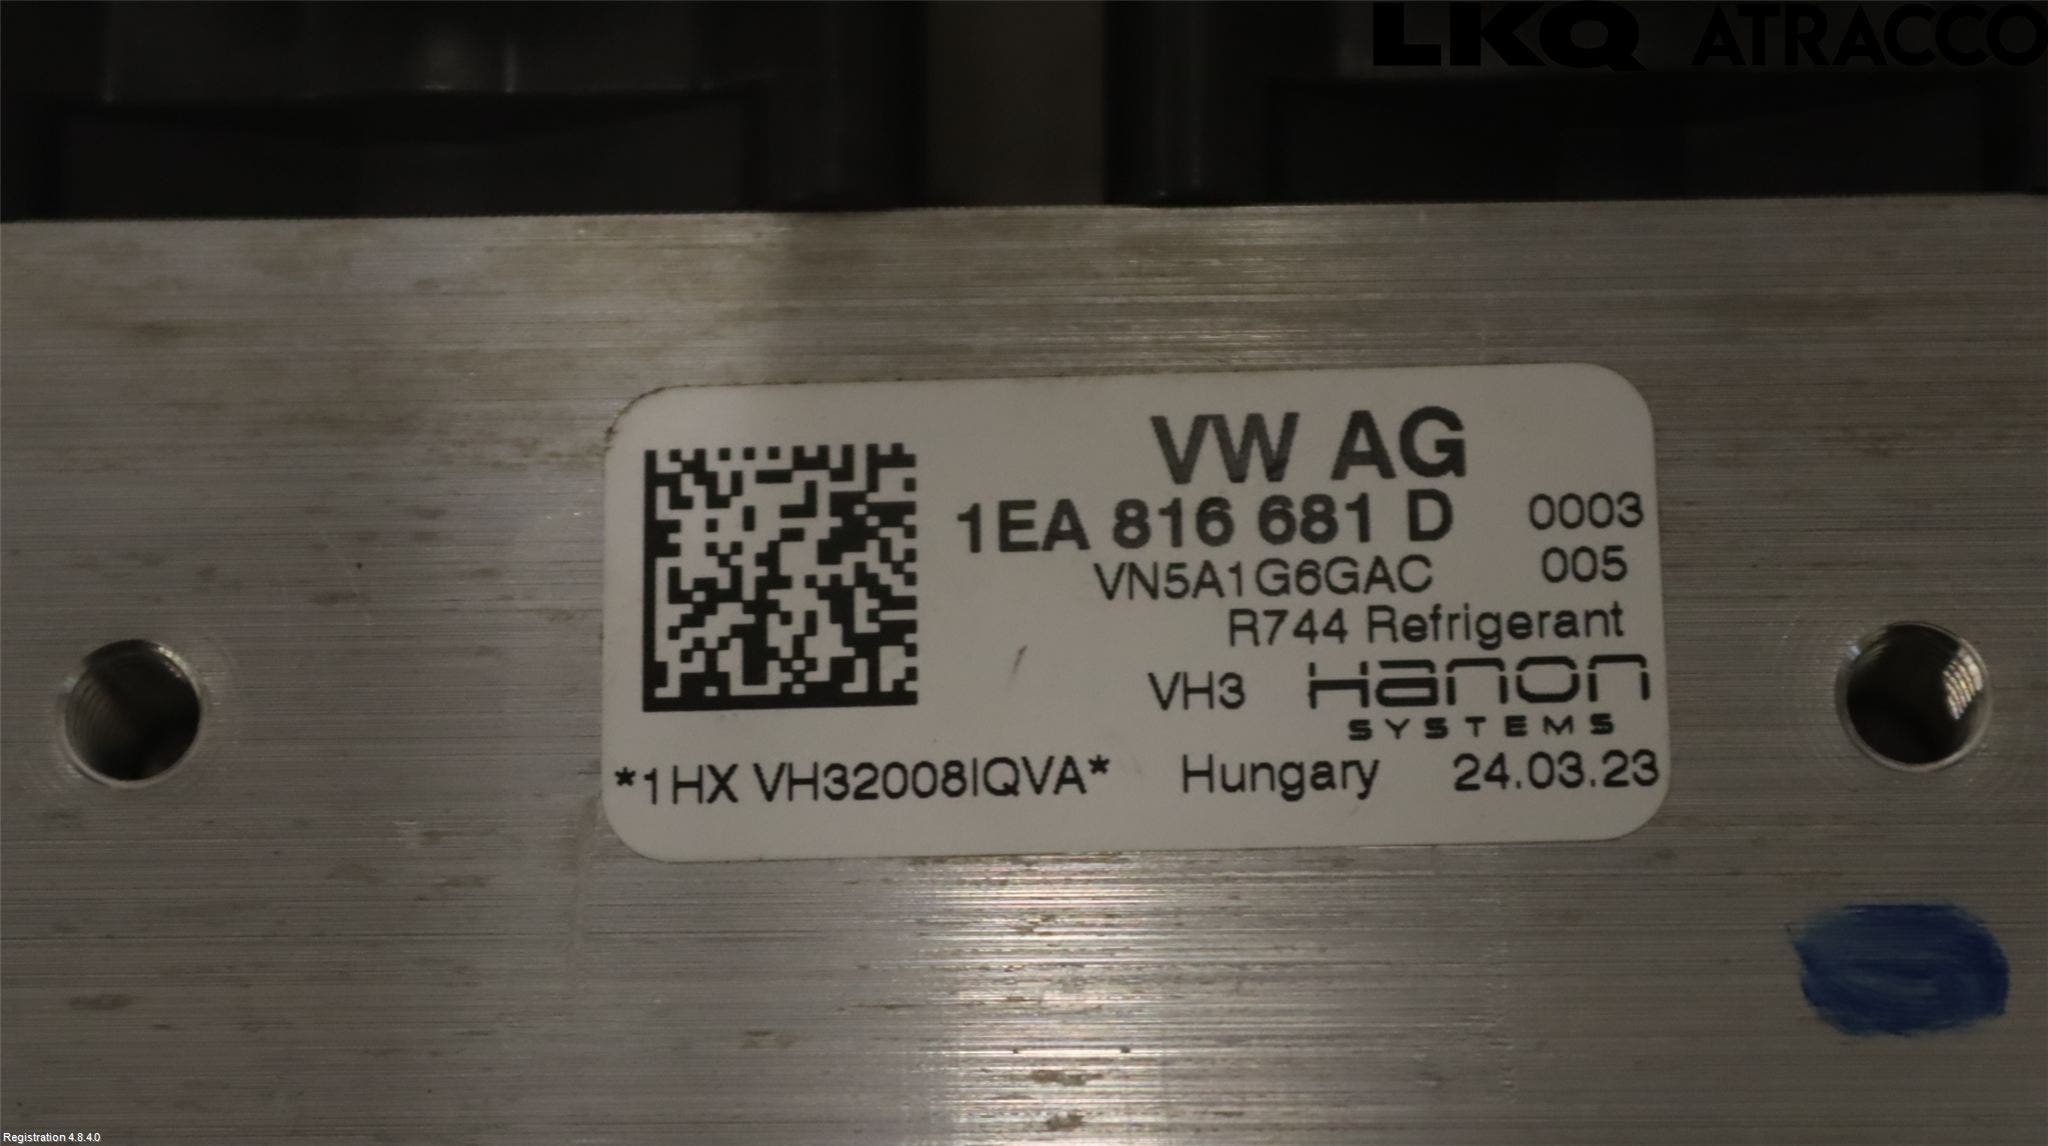 LKQ ATRACCO
VW AG
1EA 816 681 D 0003
VN5A1G6GAC 005
R744 Refrigerant
VH3 Hanon
SYSTEMS
*1HX VH32008IQVA* Hungary 24.03.23
Registration 4.8.4.0